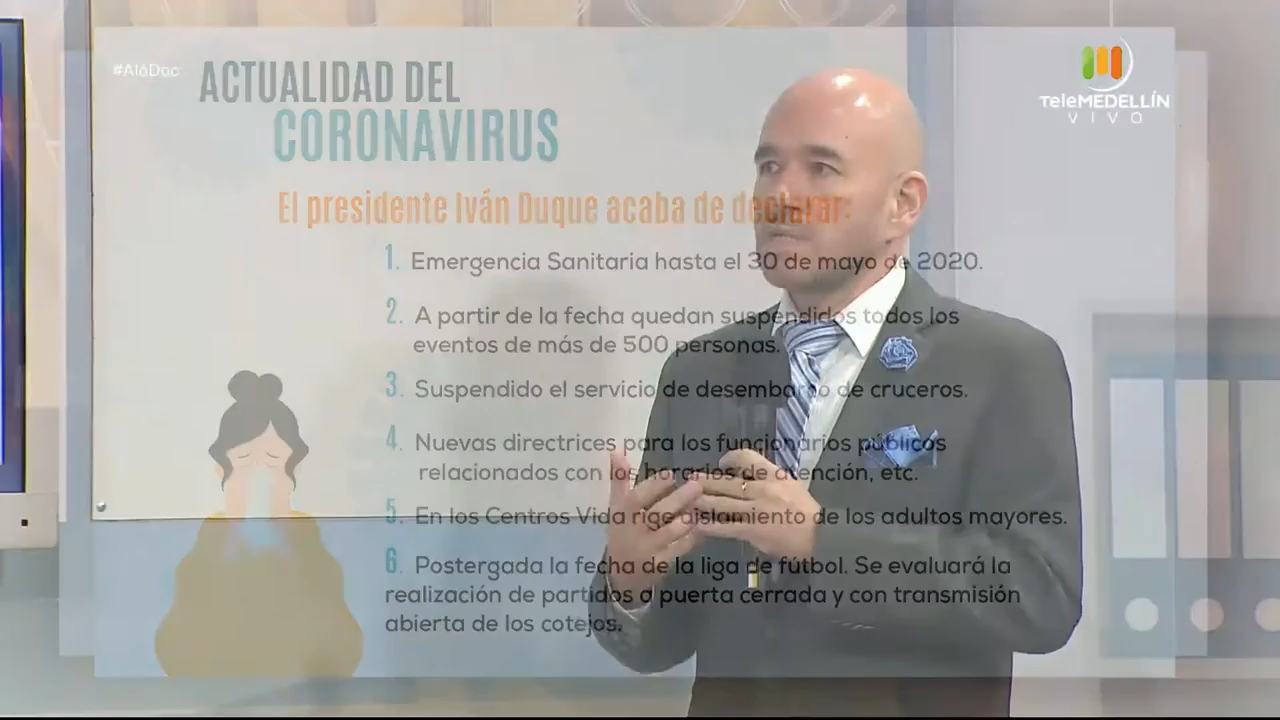 #AlóDoc
ACTUALIDAD DEL
CORONAVIRUS
TeleMEDELLÍN
VIVO
El presidente Iván Duque acaba de declarar:
1. Emergencia Sanitaria hasta el 30 de mayo de 2020.
2. A partir de la fecha quedan suspendidos todos los
eventos de más de 500 personas.
3. Suspendido el servicio de desembarco de cruceros.
4. Nuevas directrices para los funcionarios públicos
relacionados con los horarios de atención, etc.
5. En los Centros Vida rige aislamiento de los adultos mayores.
6. Postergada la fecha de la liga de fútbol. Se evaluará la
realización de partidos a puerta cerrada y con transmisión
abierta de los cotejos.